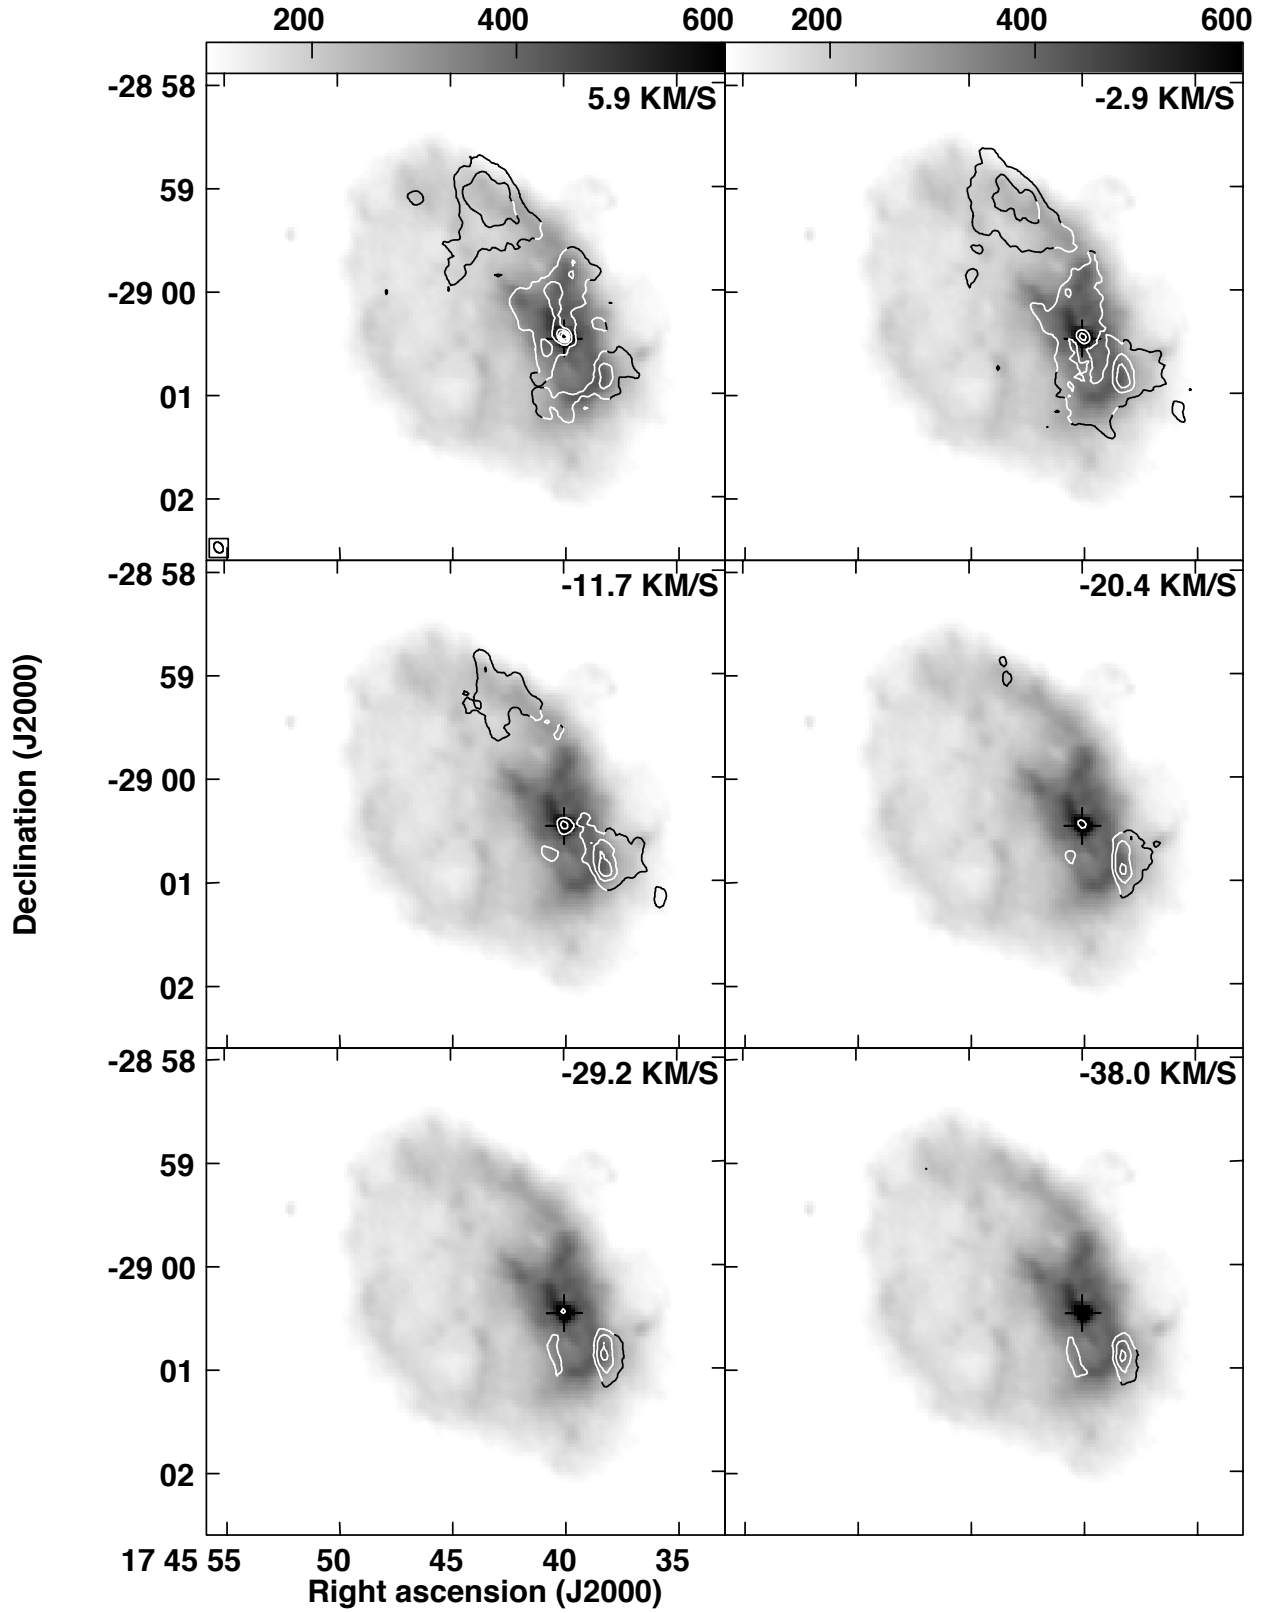 200 400 600 200 400 600
-28 58
5.9 KM/S
-2.9 KM/S
59
-29 00
01
02
-28 58
-11.7 KM/S
-20.4 KM/S
59
-29 00
01
02
-28 58
-29.2 KM/S
-38.0 KM/S
59
-29 00
01
02
Declination (J2000)
17 45 55 50 45 40 35
Right ascension (J2000)